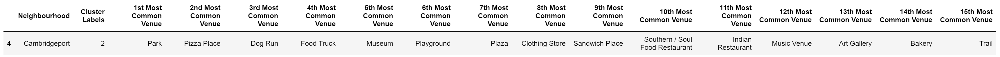 Neighbourhood
Cluster
Labels
1st Most
Common
Venue
2nd Most
Common
Venue
3rd Most
Common
Venue
4th Most
Common
Venue
5th Most
Common
Venue
6th Most
Common
Venue
7th Most
Common
Venue
8th Most
Common
Venue
9th Most
Common
Venue
10th Most
Common Venue
11th Most
Common
Venue
12th Most
Common Venue
13th Most
Common Venue
14th Most
Common Venue
15th Most
Common Venue
4
Cambridgeport
2
Park
Pizza Place
Dog Run
Food Truck
Museum
Playground
Plaza
Clothing Store
Sandwich Place
Southern / Soul
Food Restaurant
Indian
Restaurant
Music Venue
Art Gallery
Bakery
Trail